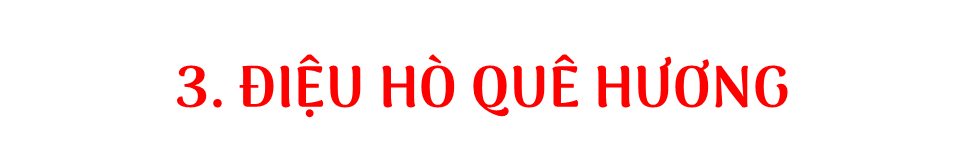 3. ĐIỆU HÒ QUÊ HƯƠNG